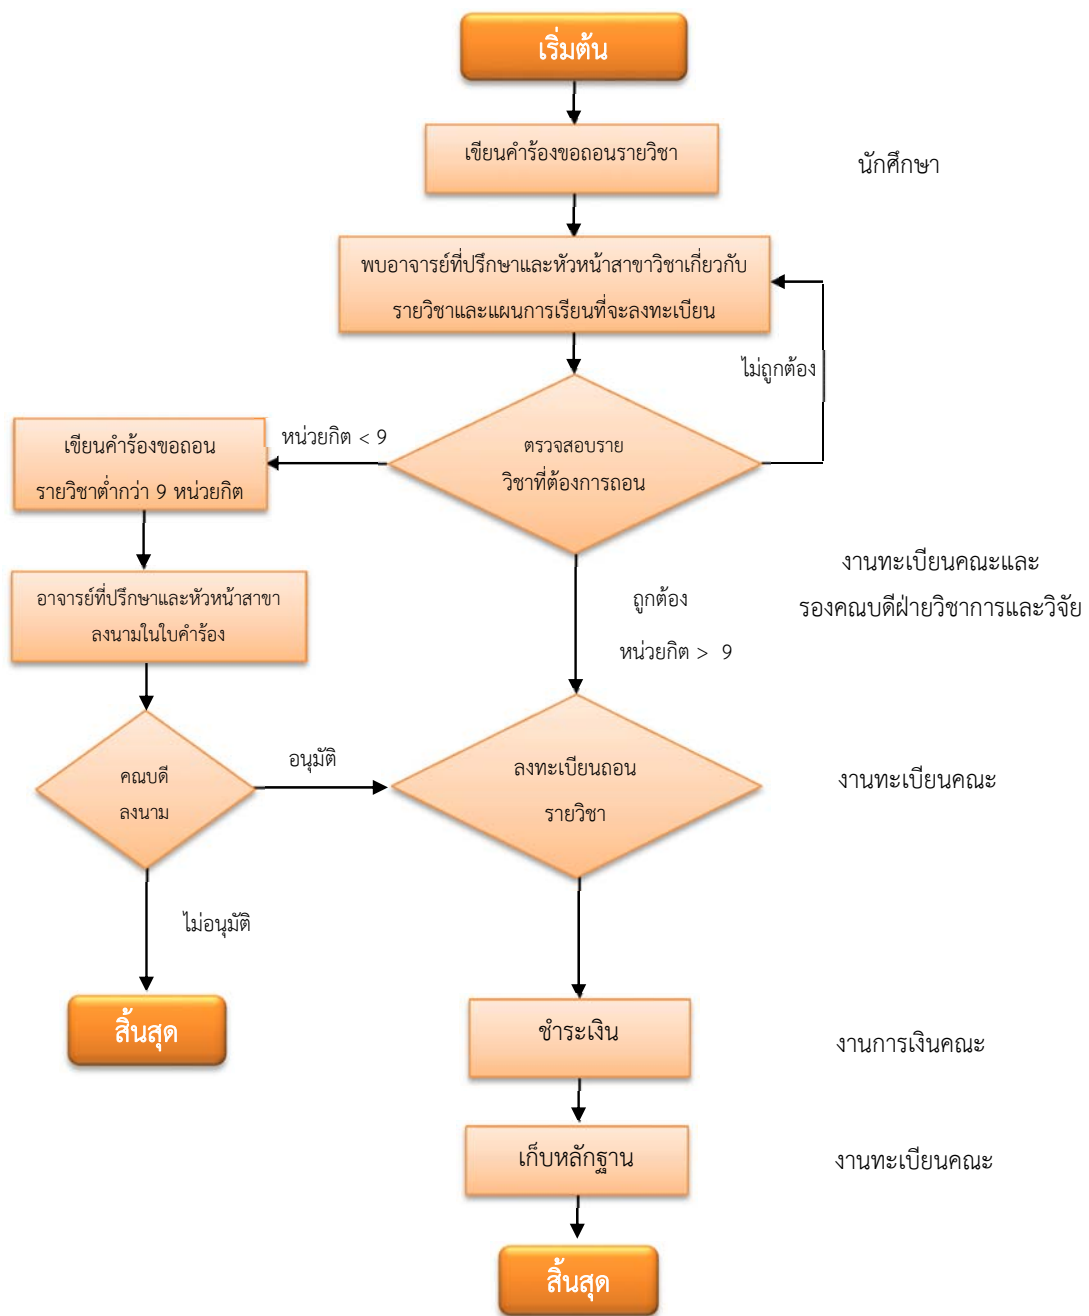 เริ่มต้น
เขียนคำร้องขอถอนรายวิชา
นักศึกษา
พบอาจารย์ที่ปรึกษาและหัวหน้าสาขาวิชาเกี่ยวกับ
รายวิชาและแผนการเรียนที่จะลงทะเบียน
ไม่ถูกต้อง
ตรวจสอบราย
วิชาที่ต้องการถอน
หน่วยกิต < 9
เขียนคำร้องขอถอน
รายวิชาต่ำกว่า 9 หน่วยกิต
งานทะเบียนคณะและ
รองคณบดีฝ่ายวิชาการและวิจัย
อาจารย์ที่ปรึกษาและหัวหน้าสาขา
ลงนามในใบคำร้อง
ถูกต้อง
หน่วยกิต > 9
คณบดี
ลงนาม
อนุมัติ
ลงทะเบียนถอน
รายวิชา
งานทะเบียนคณะ
ไม่อนุมัติ
สิ้นสุด
ชำระเงิน
งานการเงินคณะ
เก็บหลักฐาน
งานทะเบียนคณะ
สิ้นสุด